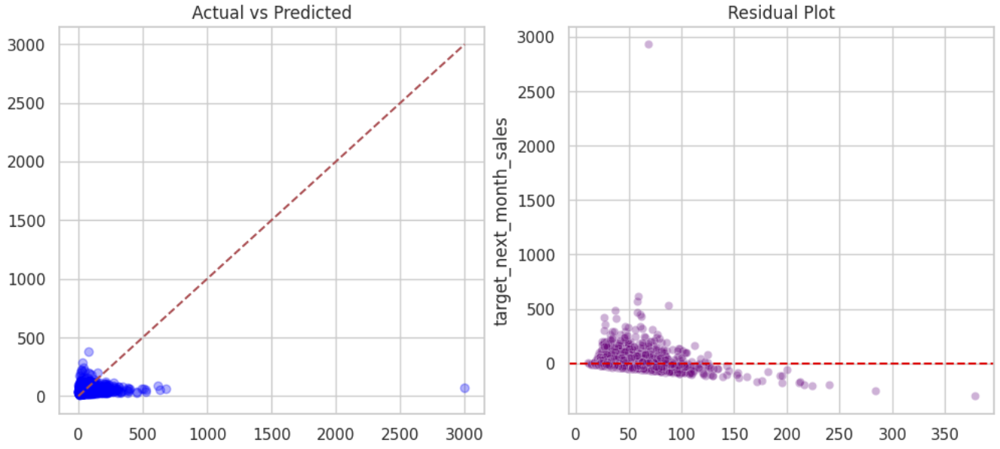 Actual vs Predicted
3000
2500
2000
1500
1000
500
0
0 500 1000 1500 2000 2500 3000
Residual Plot
target_next_month_sales
3000
2500
2000
1500
1000
500
0
0 50 100 150 200 250 300 350